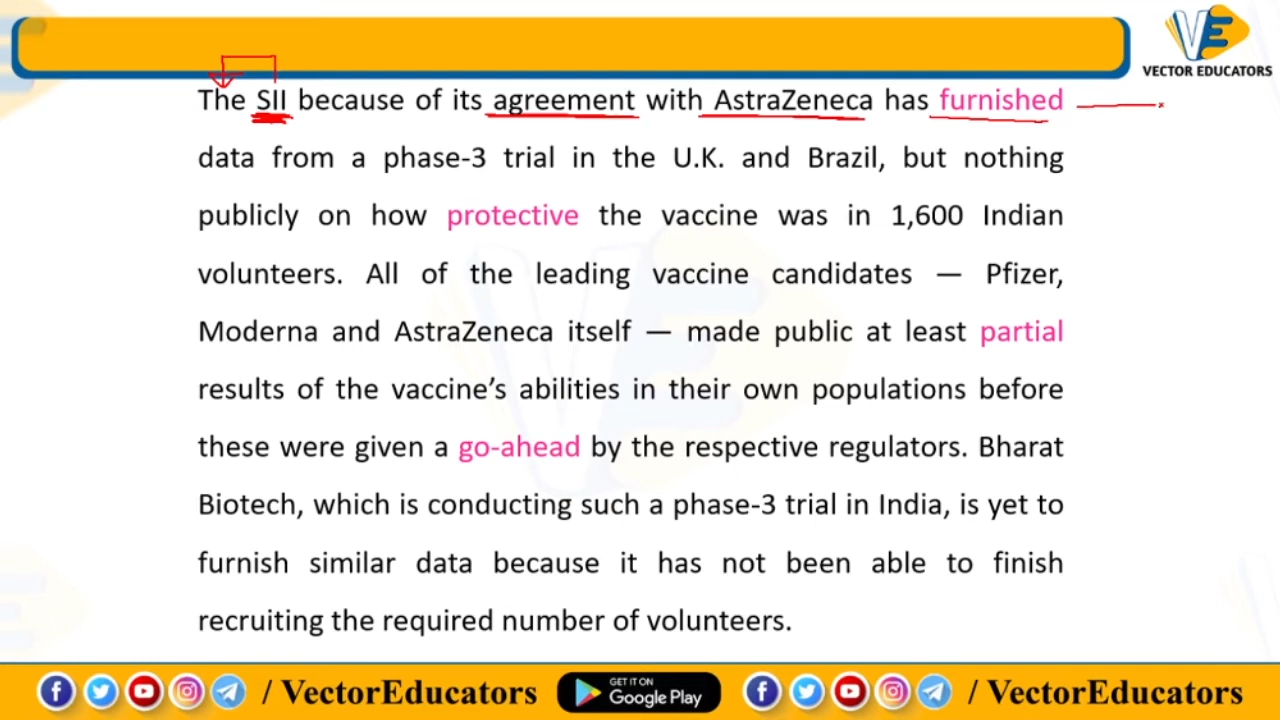 VECTOR EDUCATORS
The SII because of its agreement with AstraZeneca has furnished
data from a phase-3 trial in the U.K. and Brazil, but nothing
publicly on how protective the vaccine was in 1,600 Indian
volunteers. All of the leading vaccine candidates — Pfizer,
Moderna and AstraZeneca itself — made public at least partial
results of the vaccine’s abilities in their own populations before
these were given a go-ahead by the respective regulators. Bharat
Biotech, which is conducting such a phase-3 trial in India, is yet to
furnish similar data because it has not been able to finish
recruiting the required number of volunteers.
/ VectorEducators GET IT ON Google Play / VectorEducators